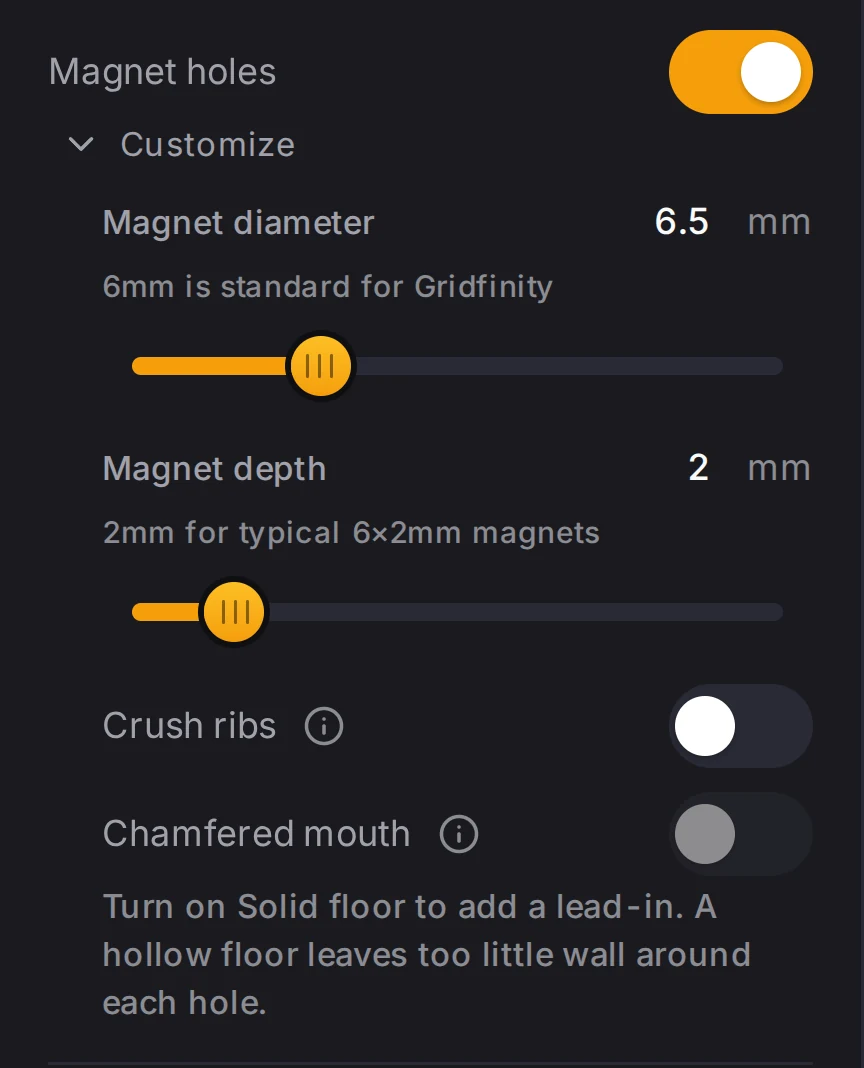 Magnet holes
Customize
Magnet diameter 6.5 mm
6mm is standard for Gridfinity
Magnet depth 2 mm
2mm for typical 6×2mm magnets
Crush ribs
Chamfered mouth
Turn on Solid floor to add a lead-in. A
hollow floor leaves too little wall around
each hole.